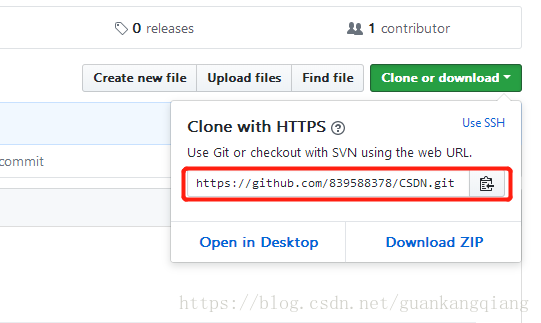 0 releases
1 contributor
Create new file
Upload files
Find file
Clone or download
Clone with HTTPS
Use SSH
Use Git or checkout with SVN using the web URL.
commit
https://github.com/839588378/CSDN.git
Open in Desktop
Download ZIP
https://blog.csdn.net/guankangqiang